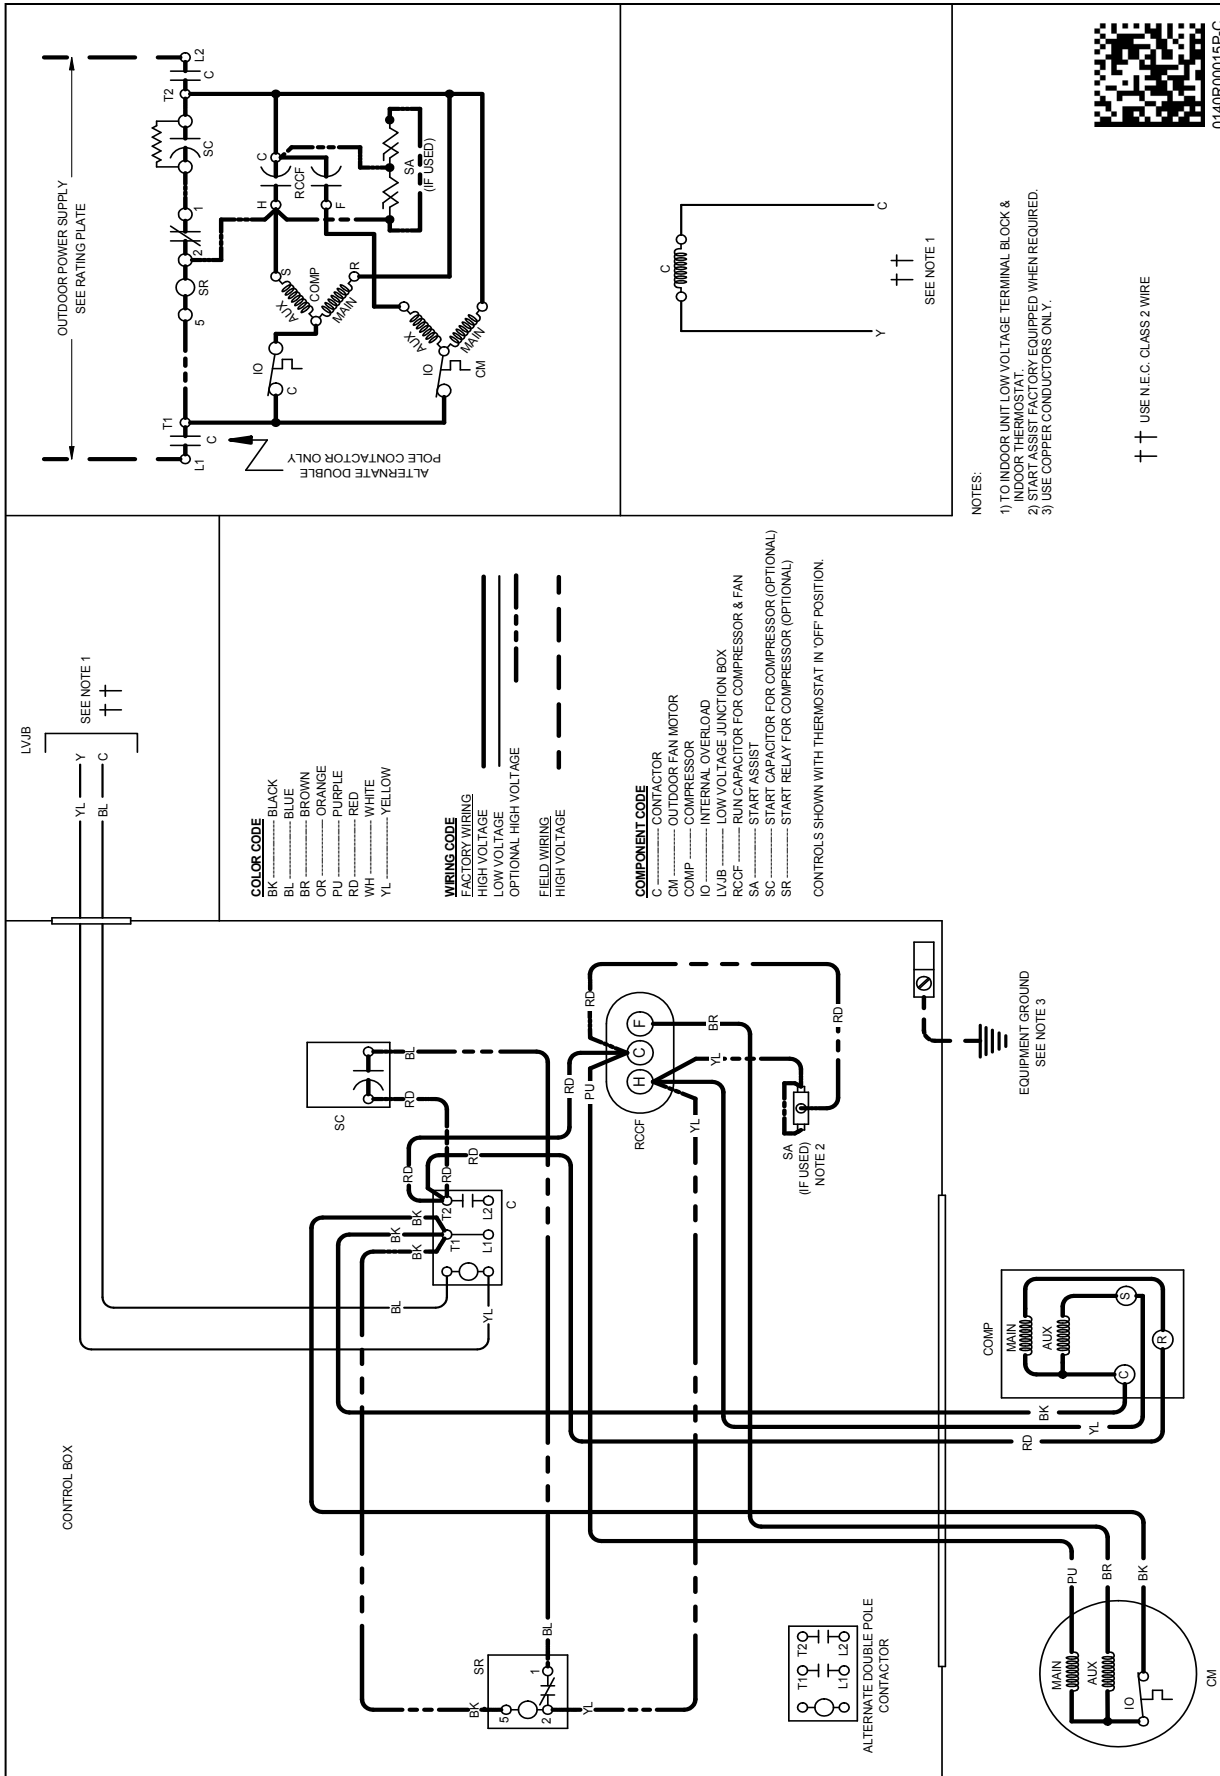 CONTROL BOX
LVJB
YL
Y
BL
C
SEE NOTE 1
††
OUTDOOR POWER SUPPLY
SEE RATING PLATE
L1
C
T1
5
SR
2
1
SC
T2
C
L2
ALTERNATE DOUBLE
POLE CONTACTOR ONLY
IO
C
AUX
S
COMP
MAIN
R
H
C
RCCF
F
SA
(IF USED)
IO
AUX
MAIN
CM
C
Y
C
††
SEE NOTE 1
COLOR CODE
BK ---------- BLACK
BL ---------- BLUE
BR ---------- BROWN
OR ---------- ORANGE
PU ---------- PURPLE
RD ---------- RED
WH ---------- WHITE
YL ---------- YELLOW
WIRING CODE
FACTORY WIRING
HIGH VOLTAGE
LOW VOLTAGE
OPTIONAL HIGH VOLTAGE
FIELD WIRING
HIGH VOLTAGE
COMPONENT CODE
C ---------- CONTACTOR
CM ---------- OUTDOOR FAN MOTOR
COMP ---------- COMPRESSOR
IO ---------- INTERNAL OVERLOAD
LVJB ---------- LOW VOLTAGE JUNCTION BOX
RCCF ---------- RUN CAPACITOR FOR COMPRESSOR & FAN
SA ---------- START ASSIST
SC ---------- START CAPACITOR FOR COMPRESSOR (OPTIONAL)
SR ---------- START RELAY FOR COMPRESSOR (OPTIONAL)
CONTROLS SHOWN WITH THERMOSTAT IN 'OFF' POSITION.
NOTES:
1) TO INDOOR UNIT LOW VOLTAGE TERMINAL BLOCK &
INDOOR THERMOSTAT.
2) START ASSIST FACTORY EQUIPPED WHEN REQUIRED.
3) USE COPPER CONDUCTORS ONLY.
†† USE N.E.C. CLASS 2 WIRE
0140R00015P-C
SC
RD
BL
RD
RD
RD
BK
BK
BK
T2
L2
T1
L1
C
BL
YL
RD
PU
RD
H
C
F
RCCF
YL
YL
BR
RD
SA
(IF USED)
NOTE 2
SR
BK
5
2
1
BL
YL
T1
T2
L1
L2
ALTERNATE DOUBLE POLE
CONTACTOR
EQUIPMENT GROUND
SEE NOTE 3
COMP
MAIN
AUX
C
S
R
BK
YL
RD
PU
BR
BK
MAIN
AUX
IO
CM